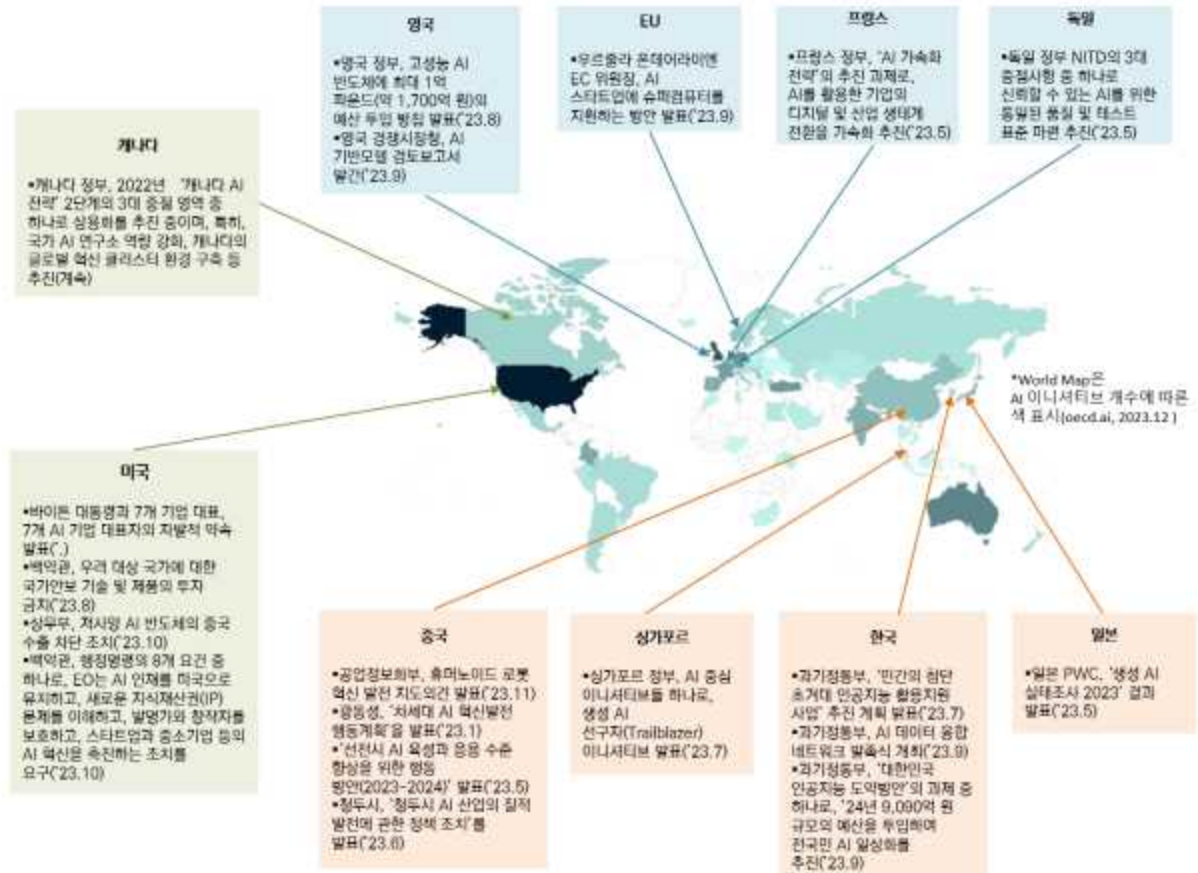 영국
•영국 정부, 고성능 AI
반도체에 최대 1억
파운드(약 1,700억 원)의
예산 투입 방침 발표('23.8)
•영국 경쟁시장청, AI
기반모델 검토보고서
발간('23.9)
EU
•우르줄라 폰데어라이엔
EC 위원장, AI
스타트업에 슈퍼컴퓨터를
지원하는 방안 발표('23.9)
프랑스
•프랑스 정부, 'AI 가속화
전략'의 추진 과제로,
AI를 활용한 기업의
디지털 및 산업 생태계
전환을 가속화 추진('23.5)
독일
•독일 정부 NITD의 3대
중점사항 중 하나로
신뢰할 수 있는 AI를 위한
통일된 품질 및 테스트
표준 마련 추진('23.5)
캐나다
•캐나다 정부, 2022년 '캐나다 AI
전략' 2단계의 3대 중점 영역 중
하나로 상용화를 추진 중이며, 특히,
국가 AI 연구소 역량 강화, 캐나다의
글로벌 혁신 클러스터 환경 구축 등
추진(계속)
*World Map은
AI 이니셔티브 개수에 따른
색 표시(oecd.ai, 2023.12 )
미국
•바이든 대통령과 7개 기업 대표,
7개 AI 기업 대표자의 자발적 약속
발표('.)
•백악관, 우려 대상 국가에 대한
국가안보 기술 및 제품의 투자
금지('23.8)
•상무부, 저사양 AI 반도체의 중국
수출 차단 조치('23.10)
•백악관, 행정명령의 8개 요건 중
하나로, EO는 AI 인재를 미국으로
유치하고, 새로운 지식재산권(IP)
문제를 이해하고, 발명가와 창작자를
보호하고, 스타트업과 중소기업 등의
AI 혁신을 촉진하는 조치를
요구('23.10)
중국
•공업정보화부, 휴머노이드 로봇
혁신 발전 지도의견 발표('23.11)
•광동성, '차세대 AI 혁신발전
행동계획'을 발표('23.1)
•'선전시 AI 육성과 응용 수준
향상을 위한 행동
방안(2023-2024)' 발표('23.5)
•청두시, '청두시 AI 산업의 질적
발전에 관한 정책 조치'를
발표('23.6)
싱가포르
•싱가포르 정부, AI 중심
이니셔티브들 하나로,
생성 AI
선구자(Trailblazer)
이니셔티브 발표('23.7)
한국
•과기정통부, '민간의 첨단
초거대 인공지능 활용지원
사업' 추진 계획 발표('23.7)
•과기정통부, AI 데이터 융합
네트워크 발족식 개최('23.9)
•과기정통부, '대한민국
인공지능 도약방안'의 과제 중
하나로, '24년 9,090억 원
규모의 예산을 투입하며
전국민 AI 일상화를
추진('23.9)
일본
•일본 PWC, '생성 AI
실태조사 2023' 결과
발표('23.5)